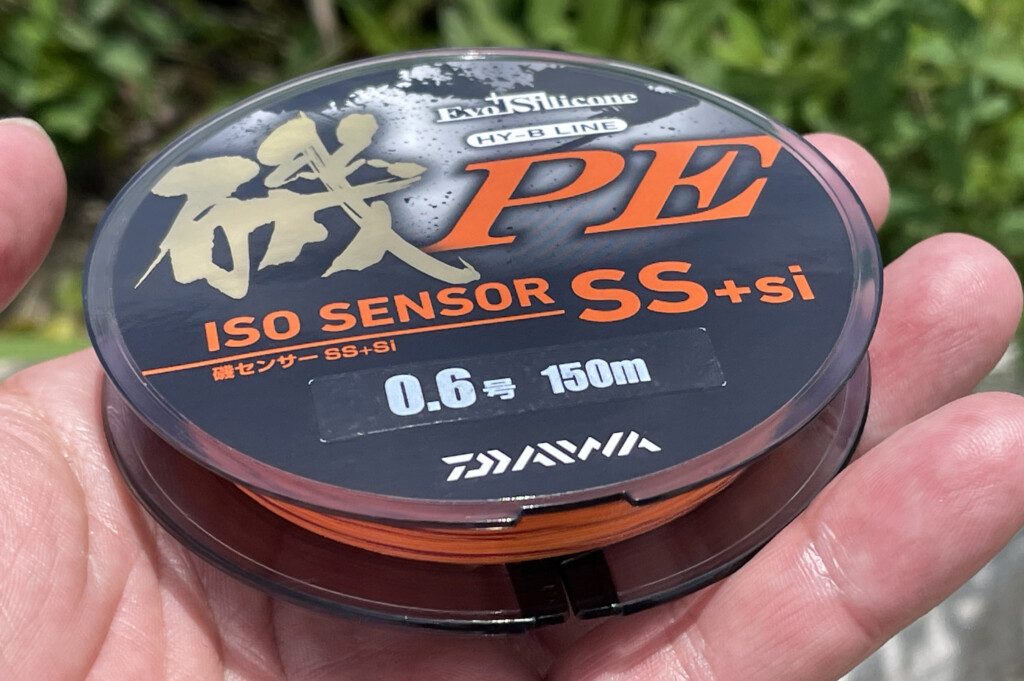 Evo+Silicone
HY-B LINE
磯PE
ISO SENSOR SS+si
磯センサー SS+Si
0.6号 150m
DAIWA